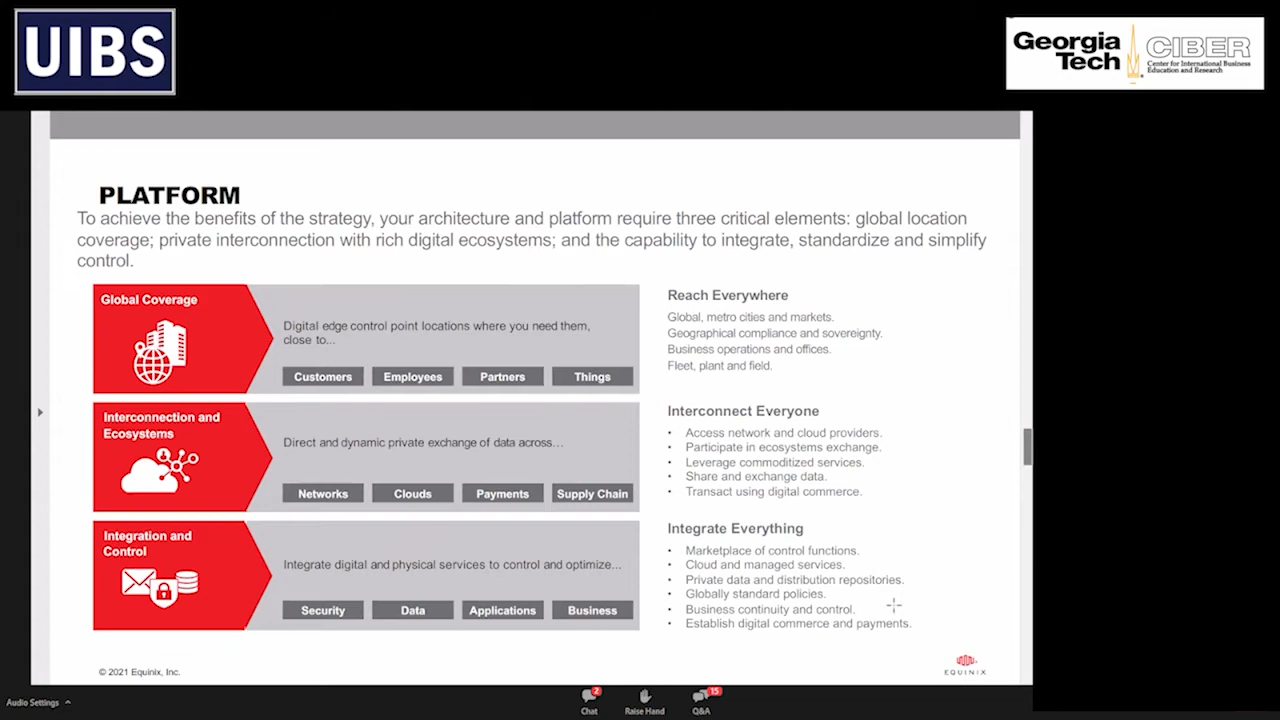 UIBS
Georgia
Tech
CIBER
Center for International Business
Education and Research
PLATFORM
To achieve the benefits of the strategy, your architecture and platform require three critical elements: global location
coverage; private interconnection with rich digital ecosystems; and the capability to integrate, standardize and simplify
control.
Global Coverage
Digital edge control point locations where you need them,
close to...
Customers
Employees
Partners
Things
Reach Everywhere
Global, metro cities and markets.
Geographical compliance and sovereignty.
Business operations and offices.
Fleet, plant and field.
Interconnection and
Ecosystems
Direct and dynamic private exchange of data across...
Networks
Clouds
Payments
Supply Chain
Interconnect Everyone
• Access network and cloud providers.
• Participate in ecosystems exchange.
• Leverage commoditized services.
• Share and exchange data.
• Transact using digital commerce.
Integration and
Control
Integrate digital and physical services to control and optimize...
Security
Data
Applications
Business
Integrate Everything
• Marketplace of control functions.
• Cloud and managed services.
• Private data and distribution repositories.
• Globally standard policies.
• Business continuity and control.
• Establish digital commerce and payments.
© 2021 Equinix, Inc.
EQUINIX
Audio Settings
2
Chat
Raise Hand
15
Q&A